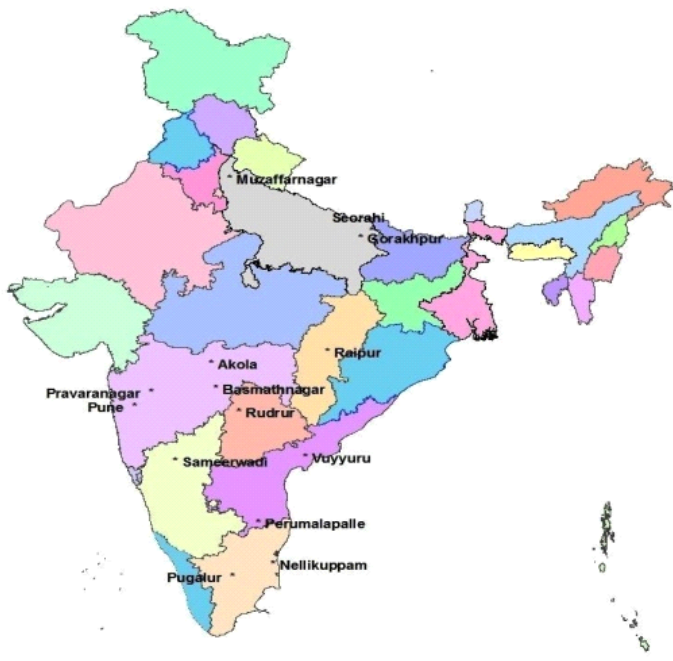 Muzaffarnagar
Seorahi
Gorakhpur
Raipur
Akola
Basmathnagar
Pravaranagar
Pune
Rudrur
Sameerwadi
Vuyyuru
Perumalapalle
Nellikuppam
Pugalur